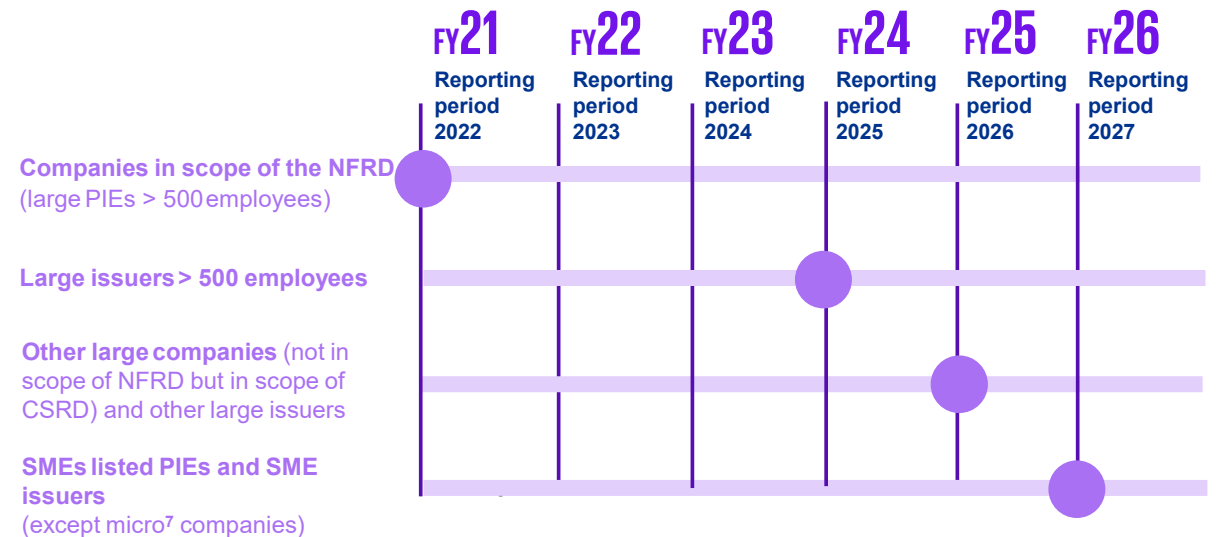 FY21 FY22 FY23 FY24 FY25 FY26
Reporting Reporting Reporting Reporting Reporting Reporting
period period period period period period
2022 2023 2024 2025 2026 2027
Companies in scope of the NFRD
(large PIEs > 500 employees)
Large issuers > 500 employees
Other large companies (not in
scope of NFRD but in scope of
CSRD) and other large issuers
SMEs listed PIEs and SME
issuers
(except micro⁷ companies)